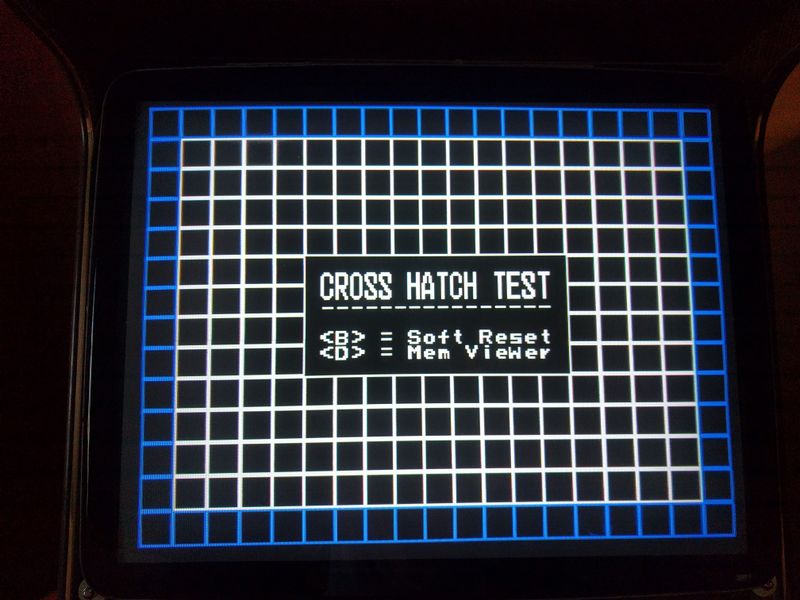 CROSS HATCH TEST
----------------
<B> = Soft Reset
<D> = Mem Viewer